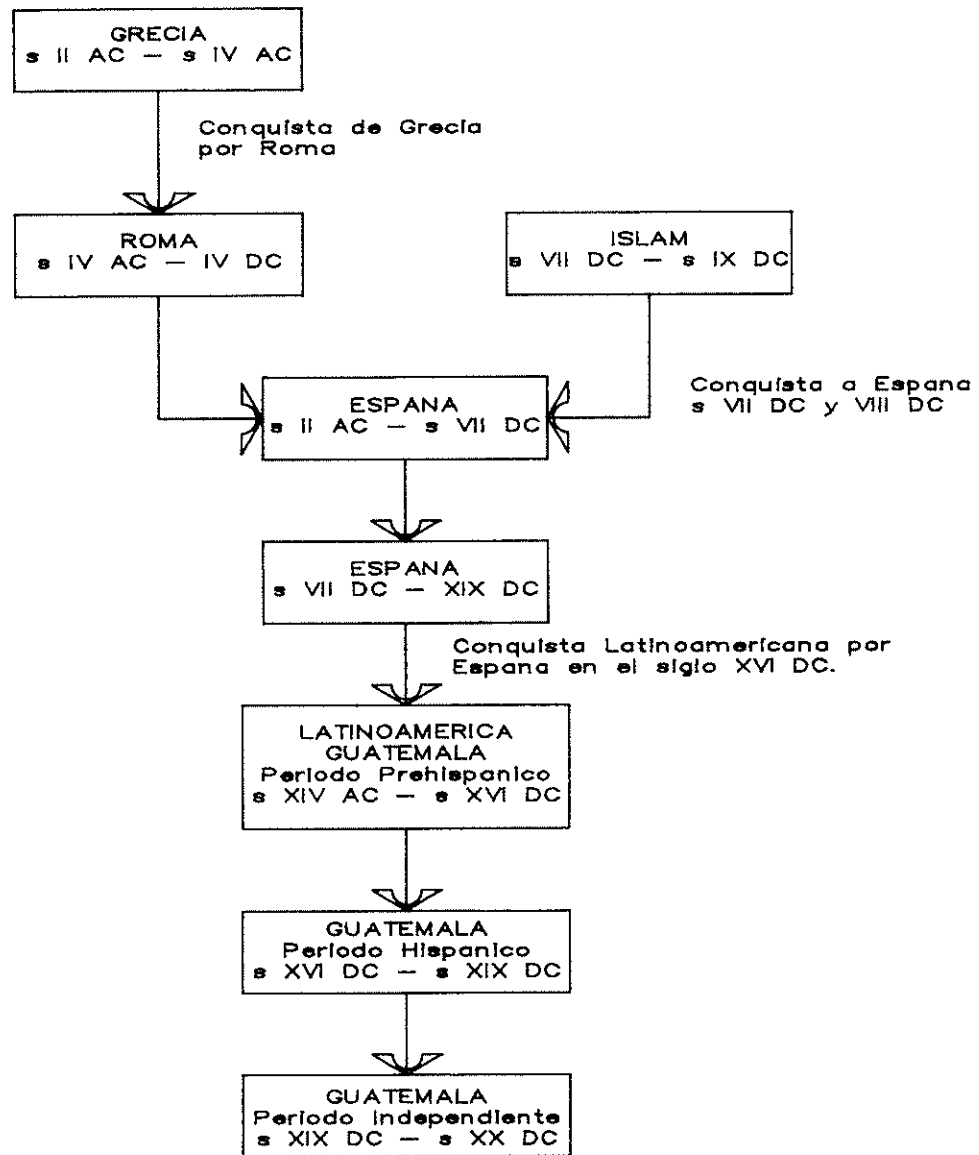 GRECIA
s II AC — s IV AC
Conquista de Grecia
por Roma
ROMA
s IV AC — IV DC
ISLAM
s VII DC — s IX DC
Conquista a Espana
s VII DC y VIII DC
ESPANA
s II AC — s VII DC
ESPANA
s VII DC — XIX DC
Conquista Latinoamericana por
Espana en el siglo XVI DC.
LATINOAMERICA
GUATEMALA
Periodo Prehispanico
s XIV AC — s XVI DC
GUATEMALA
Periodo Hispanico
s XVI DC — s XIX DC
GUATEMALA
Periodo Independiente
s XIX DC — s XX DC